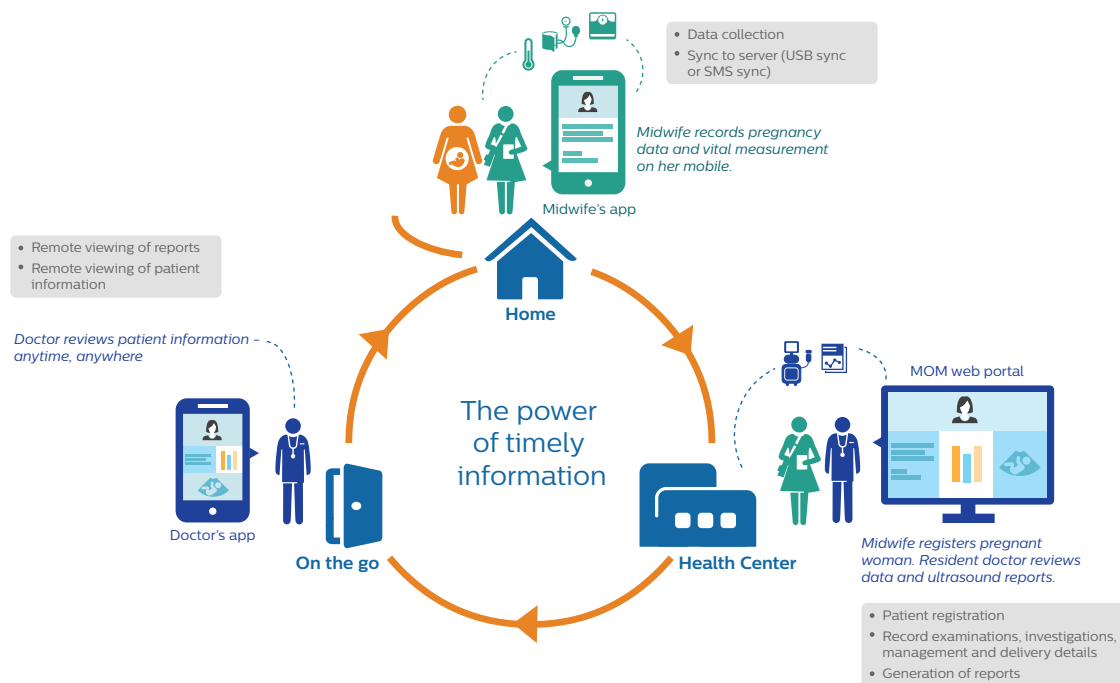 • Data collection
• Sync to server (USB sync
or SMS sync)
Midwife records pregnancy
data and vital measurement
on her mobile.
Midwife's app
• Remote viewing of reports
• Remote viewing of patient
information
Home
Doctor reviews patient information –
anytime, anywhere
MOM web portal
The power
of timely
information
Doctor's app
On the go
Health Center
Midwife registers pregnant
woman. Resident doctor reviews
data and ultrasound reports.
• Patient registration
• Record examinations, investigations,
management and delivery details
• Generation of reports